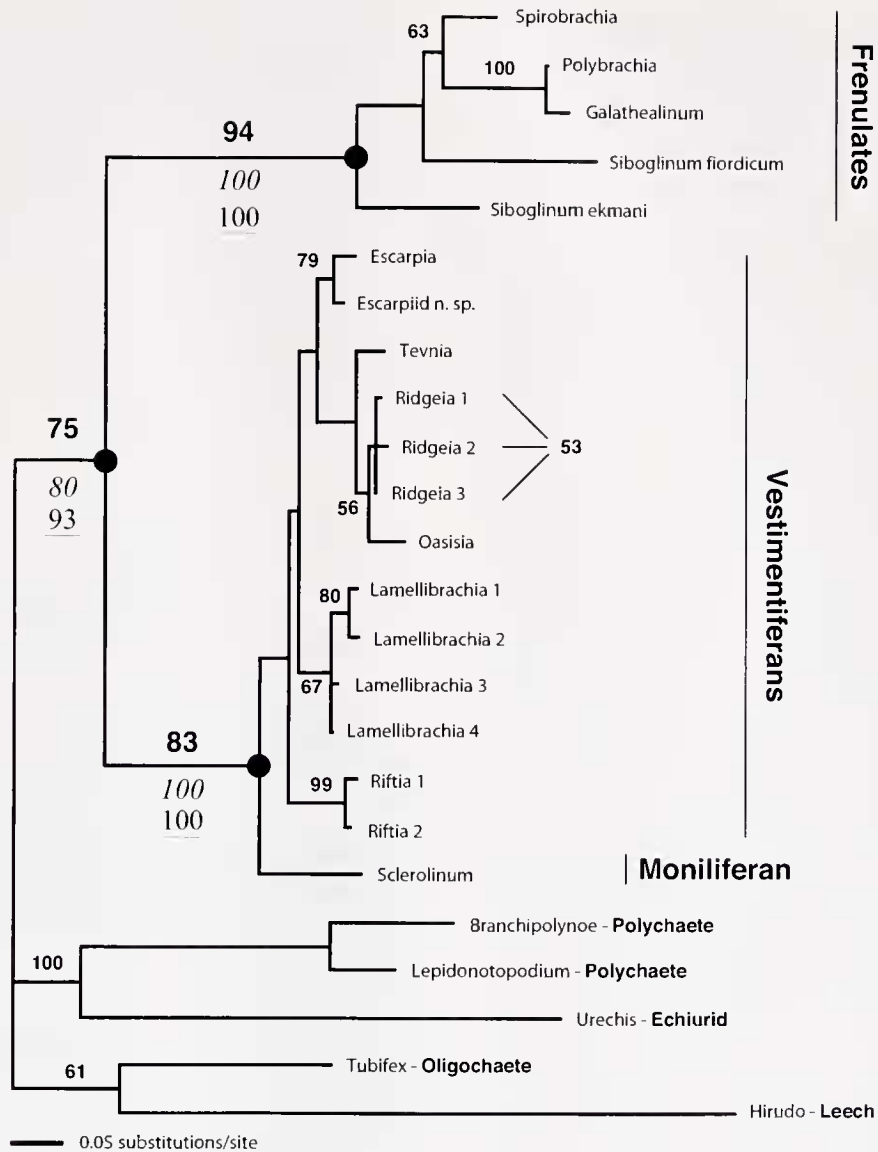 Spirobrachia
63
100
Polybrachia
Galathealinum
Siboglinum fiordicum
Siboglinum ekmani
Frenulates
94
100
100
79
Escarpia
Escarpiid n. sp.
Tevnia
Ridgeia 1
Ridgeia 2
53
Ridgeia 3
56
Oasisia
75
80
93
80
Lamellibrachia 1
Lamellibrachia 2
67
Lamellibrachia 3
Lamellibrachia 4
Vestimentiferans
83
100
100
99
Riftia 1
Riftia 2
Sclerolinum
Moniliferan
Branchipolynoe - Polychaete
Lepidonotopodium - Polychaete
100
Urechis - Echiurid
Tubifex - Oligochaete
61
Hirudo - Leech
0.05 substitutions/site